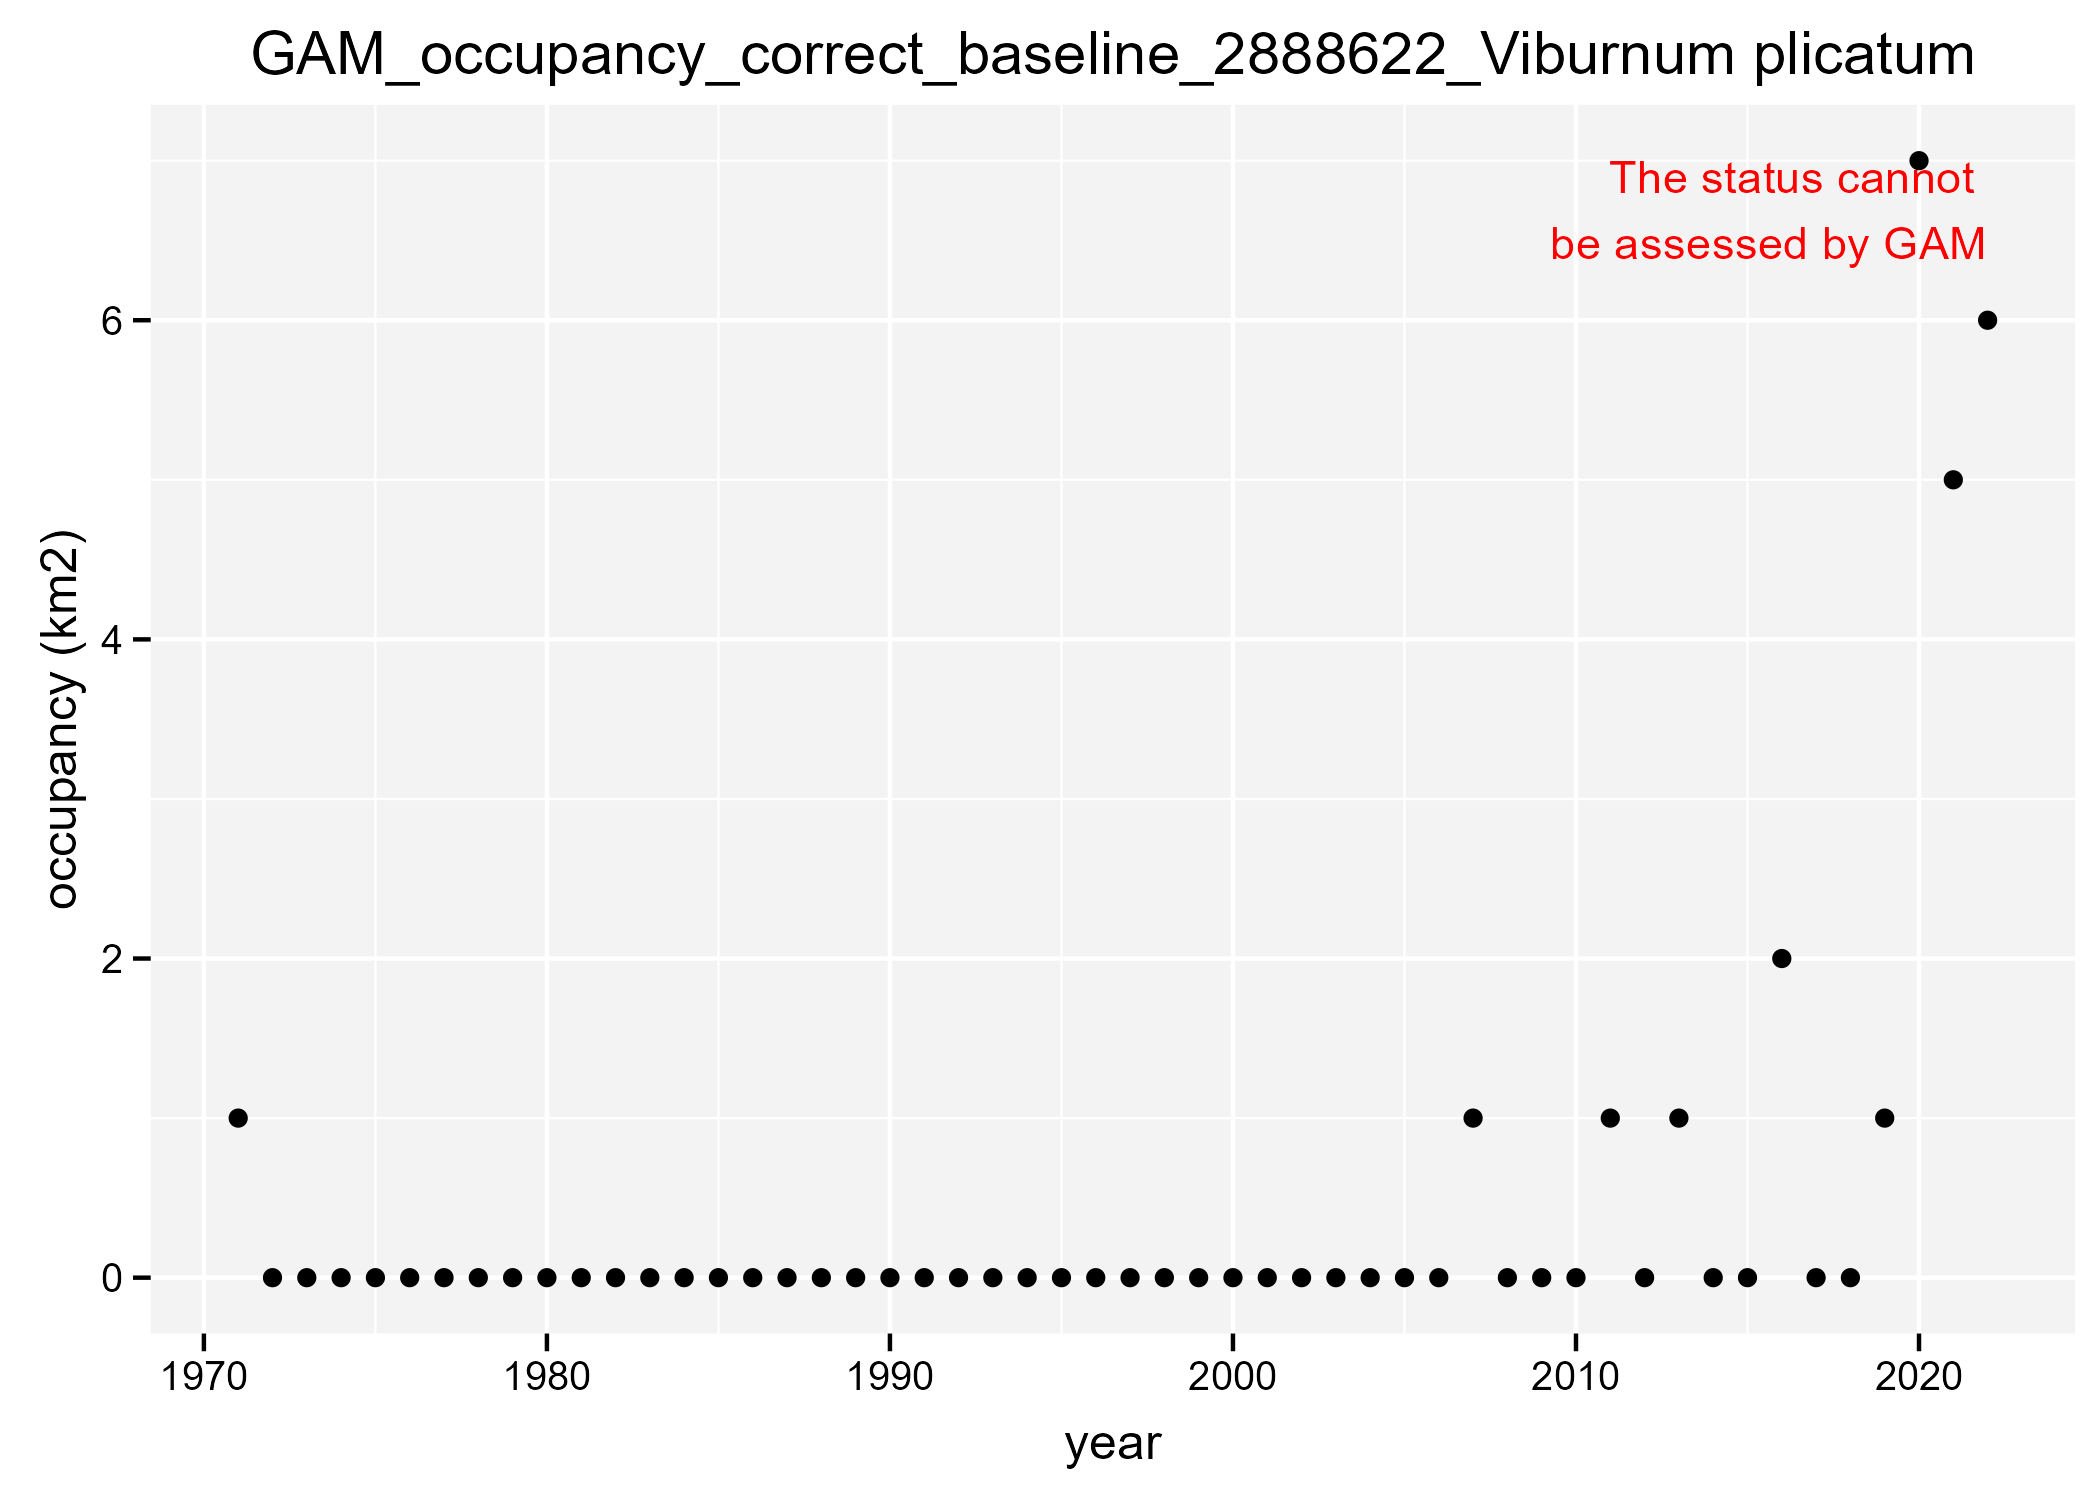 GAM_occupancy_correct_baseline_2888622_Viburnum plicatum
The status cannot
be assessed by GAM
6
4
2
0
occupancy (km2)
1970 1980 1990 2000 2010 2020
year